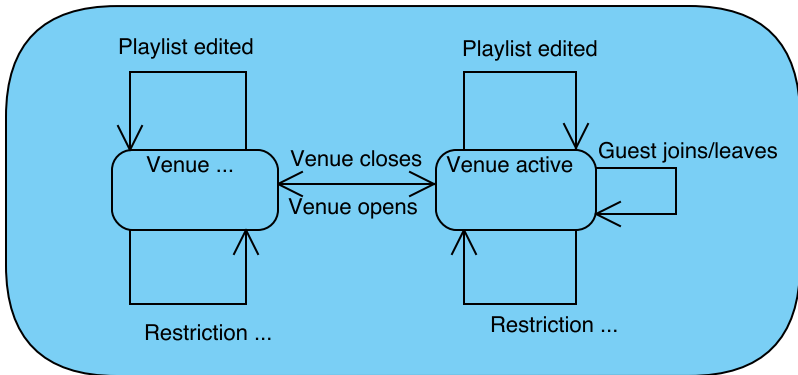 Playlist edited
Playlist edited
Venue ...
Venue closes
Venue opens
Venue active
Guest joins/leaves
Restriction ...
Restriction ...